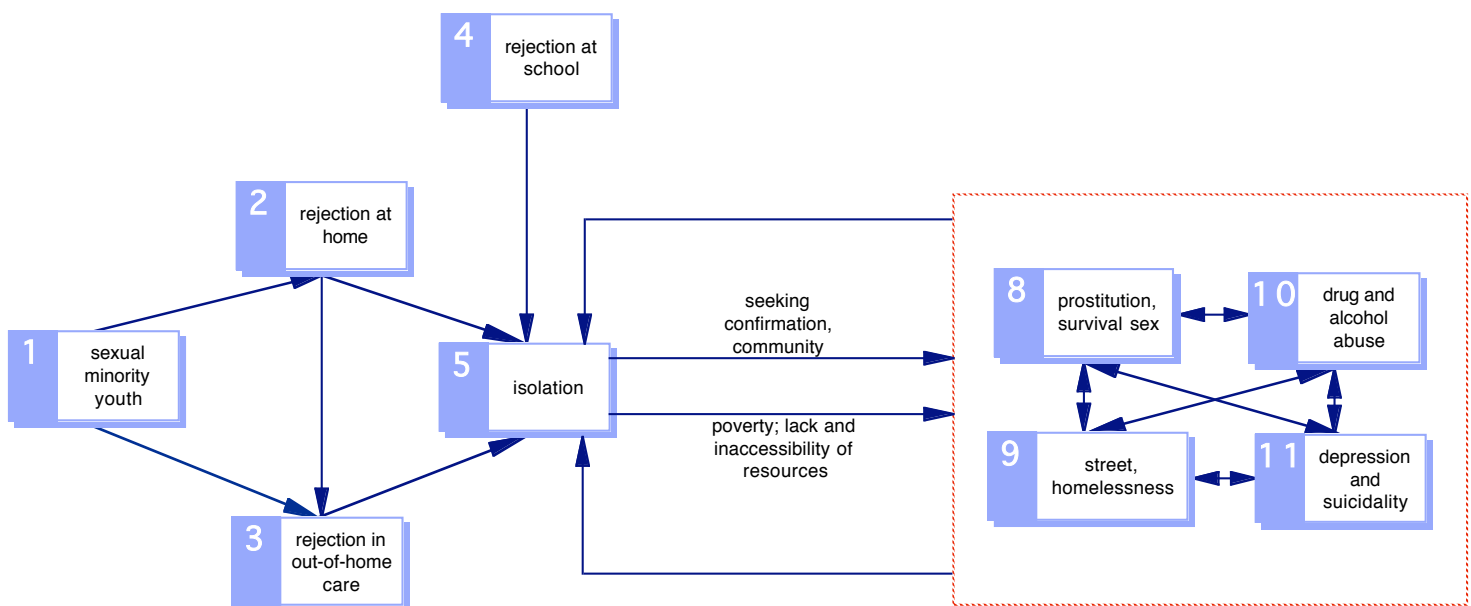 4
rejection at
school
2
rejection at
home
1
sexual
minority
youth
3
rejection in
out-of-home
care
5
isolation
seeking
confirmation,
community
poverty; lack and
inaccessibility of
resources
8
prostitution,
survival sex
10
drug and
alcohol
abuse
9
street,
homelessness
11
depression
and
suicidality